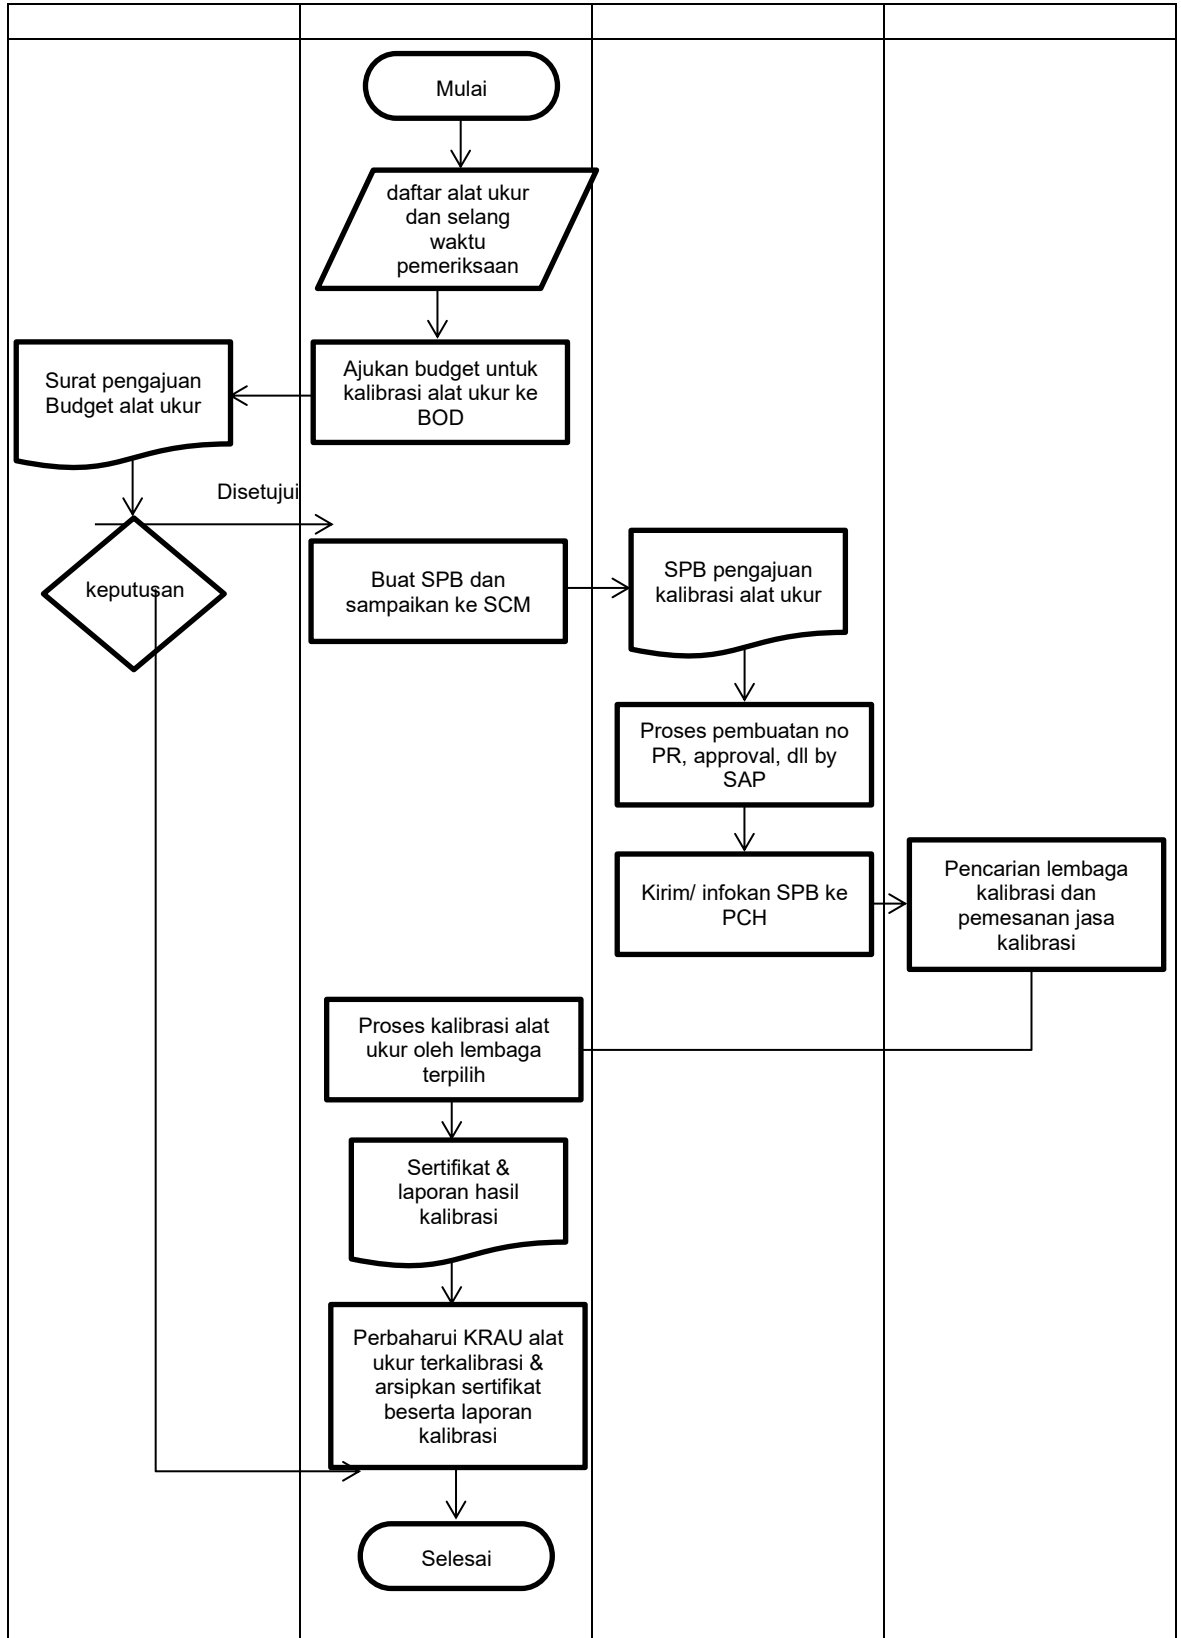 Mulai
daftar alat ukur
dan selang
waktu
pemeriksaan
Surat pengajuan
Budget alat ukur
Ajukan budget untuk
kalibrasi alat ukur ke
BOD
Disetujui
keputusan
Buat SPB dan
sampaikan ke SCM
SPB pengajuan
kalibrasi alat ukur
Proses pembuatan no
PR, approval, dll by
SAP
Kirim/ infokan SPB ke
PCH
Pencarian lembaga
kalibrasi dan
pemesanan jasa
kalibrasi
Proses kalibrasi alat
ukur oleh lembaga
terpilih
Sertifikat &
laporan hasil
kalibrasi
Perbaharui KRAU alat
ukur terkalibrasi &
arsipkan sertifikat
beserta laporan
kalibrasi
Selesai